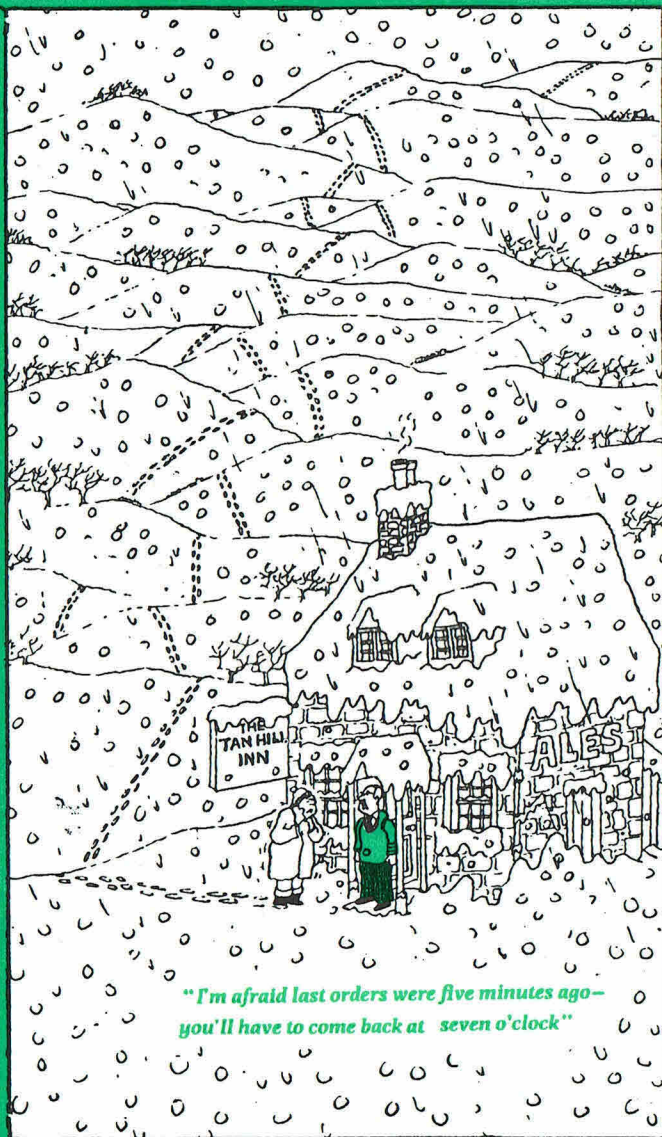 THE
TAN HILL
INN
ALES
"I'm afraid last orders were five minutes ago–
you'll have to come back at seven o'clock"